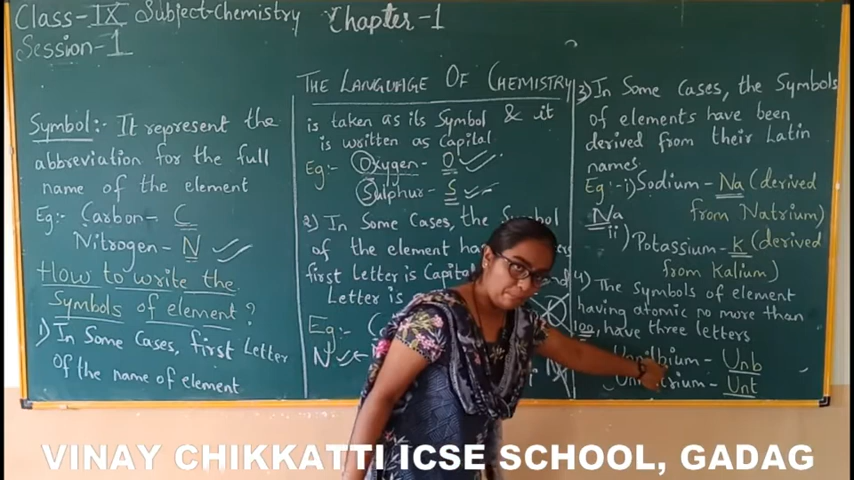 Class-IX Subject-Chemistry Chapter-1
Session-1
THE LANGUAGE OF CHEMISTRY
Symbol:- It represent the
abbreviation for the full
name of the element
Eg:- Carbon- C
Nitrogen- N
How to write the
Symbols of element?
1) In Some Cases, first Letter
Of the name of element
is taken as its Symbol & it
is written as Capital
Eg:- Oxygen- O
Sulphur- S
2) In Some Cases, the Symbol
of the element
first Letter is
Letter is
Eg:-
N
3) In Some Cases, the Symbols
of elements have been
derived from their Latin
names
Eg:- i) Sodium - Na (derived
Na from Natrium)
ii) Potassium- K (derived
from Kalium)
4) The Symbols of element
having atomic no more than
100, have three letters
- Unb
- Unt
VINAY CHIKKATTI ICSE SCHOOL, GADAG